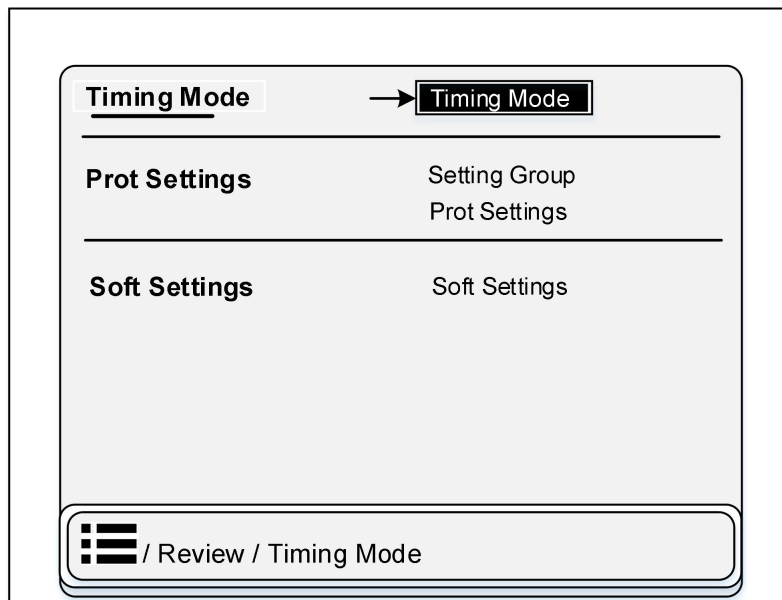 Timing Mode Timing Mode
Prot Settings Setting Group
Prot Settings
Soft Settings Soft Settings
/ Review / Timing Mode